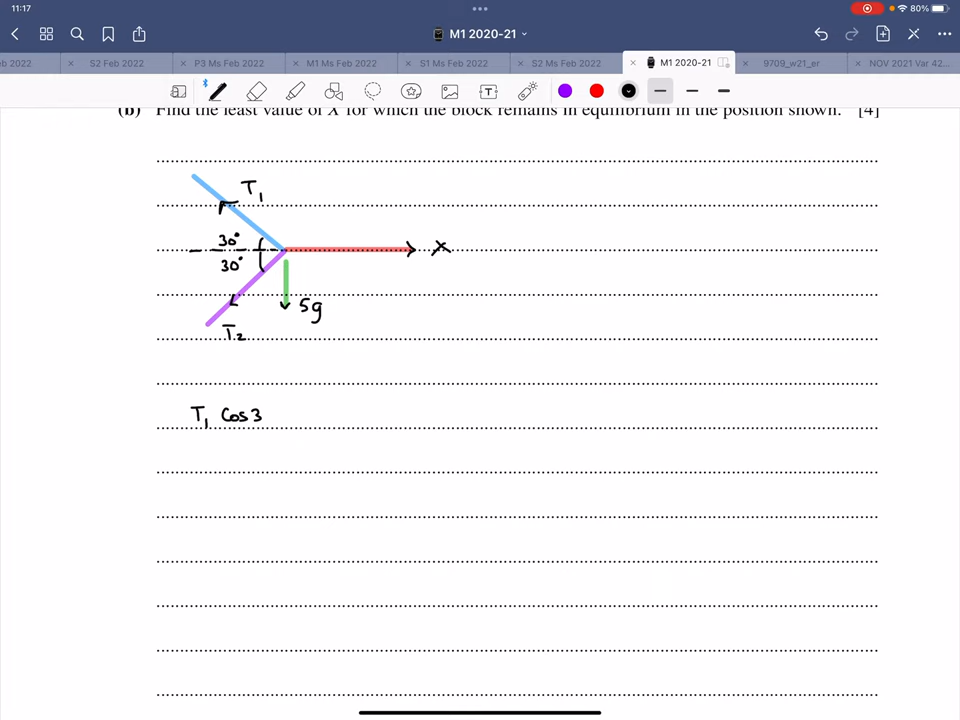 11:17
80%
M1 2020-21
eb 2022
S2 Feb 2022
P3 Ms Feb 2022
M1 Ms Feb 2022
S1 Ms Feb 2022
S2 Ms Feb 2022
M1 2020-21
9709_w21_er
NOV 2021 Var 42...
(b) Find the least value of X for which the block remains in equilibrium in the position shown. [4]
T1
30°
X
30°
5g
T2
T1 Cos3